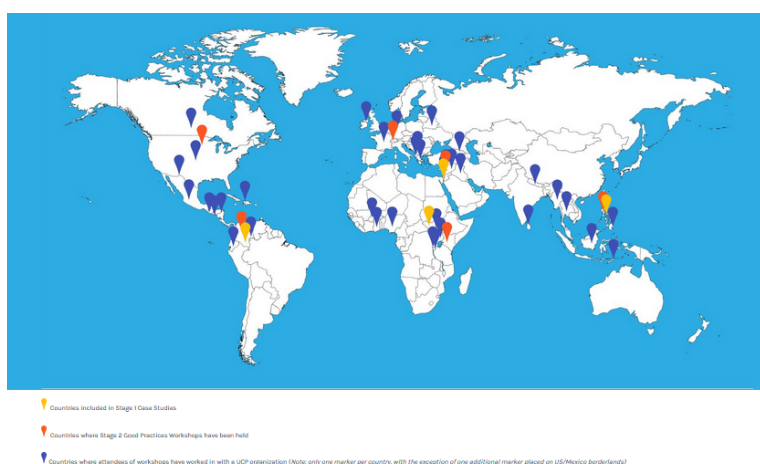 Countries included in Stage 1 Case Studies
Countries where Stage 2 Good Practices Workshops have been held
Countries where attendees of workshops have worked in with a UCP organization (Note: only one marker per country, with the exception of one additional marker placed on US/Mexico borderlands)